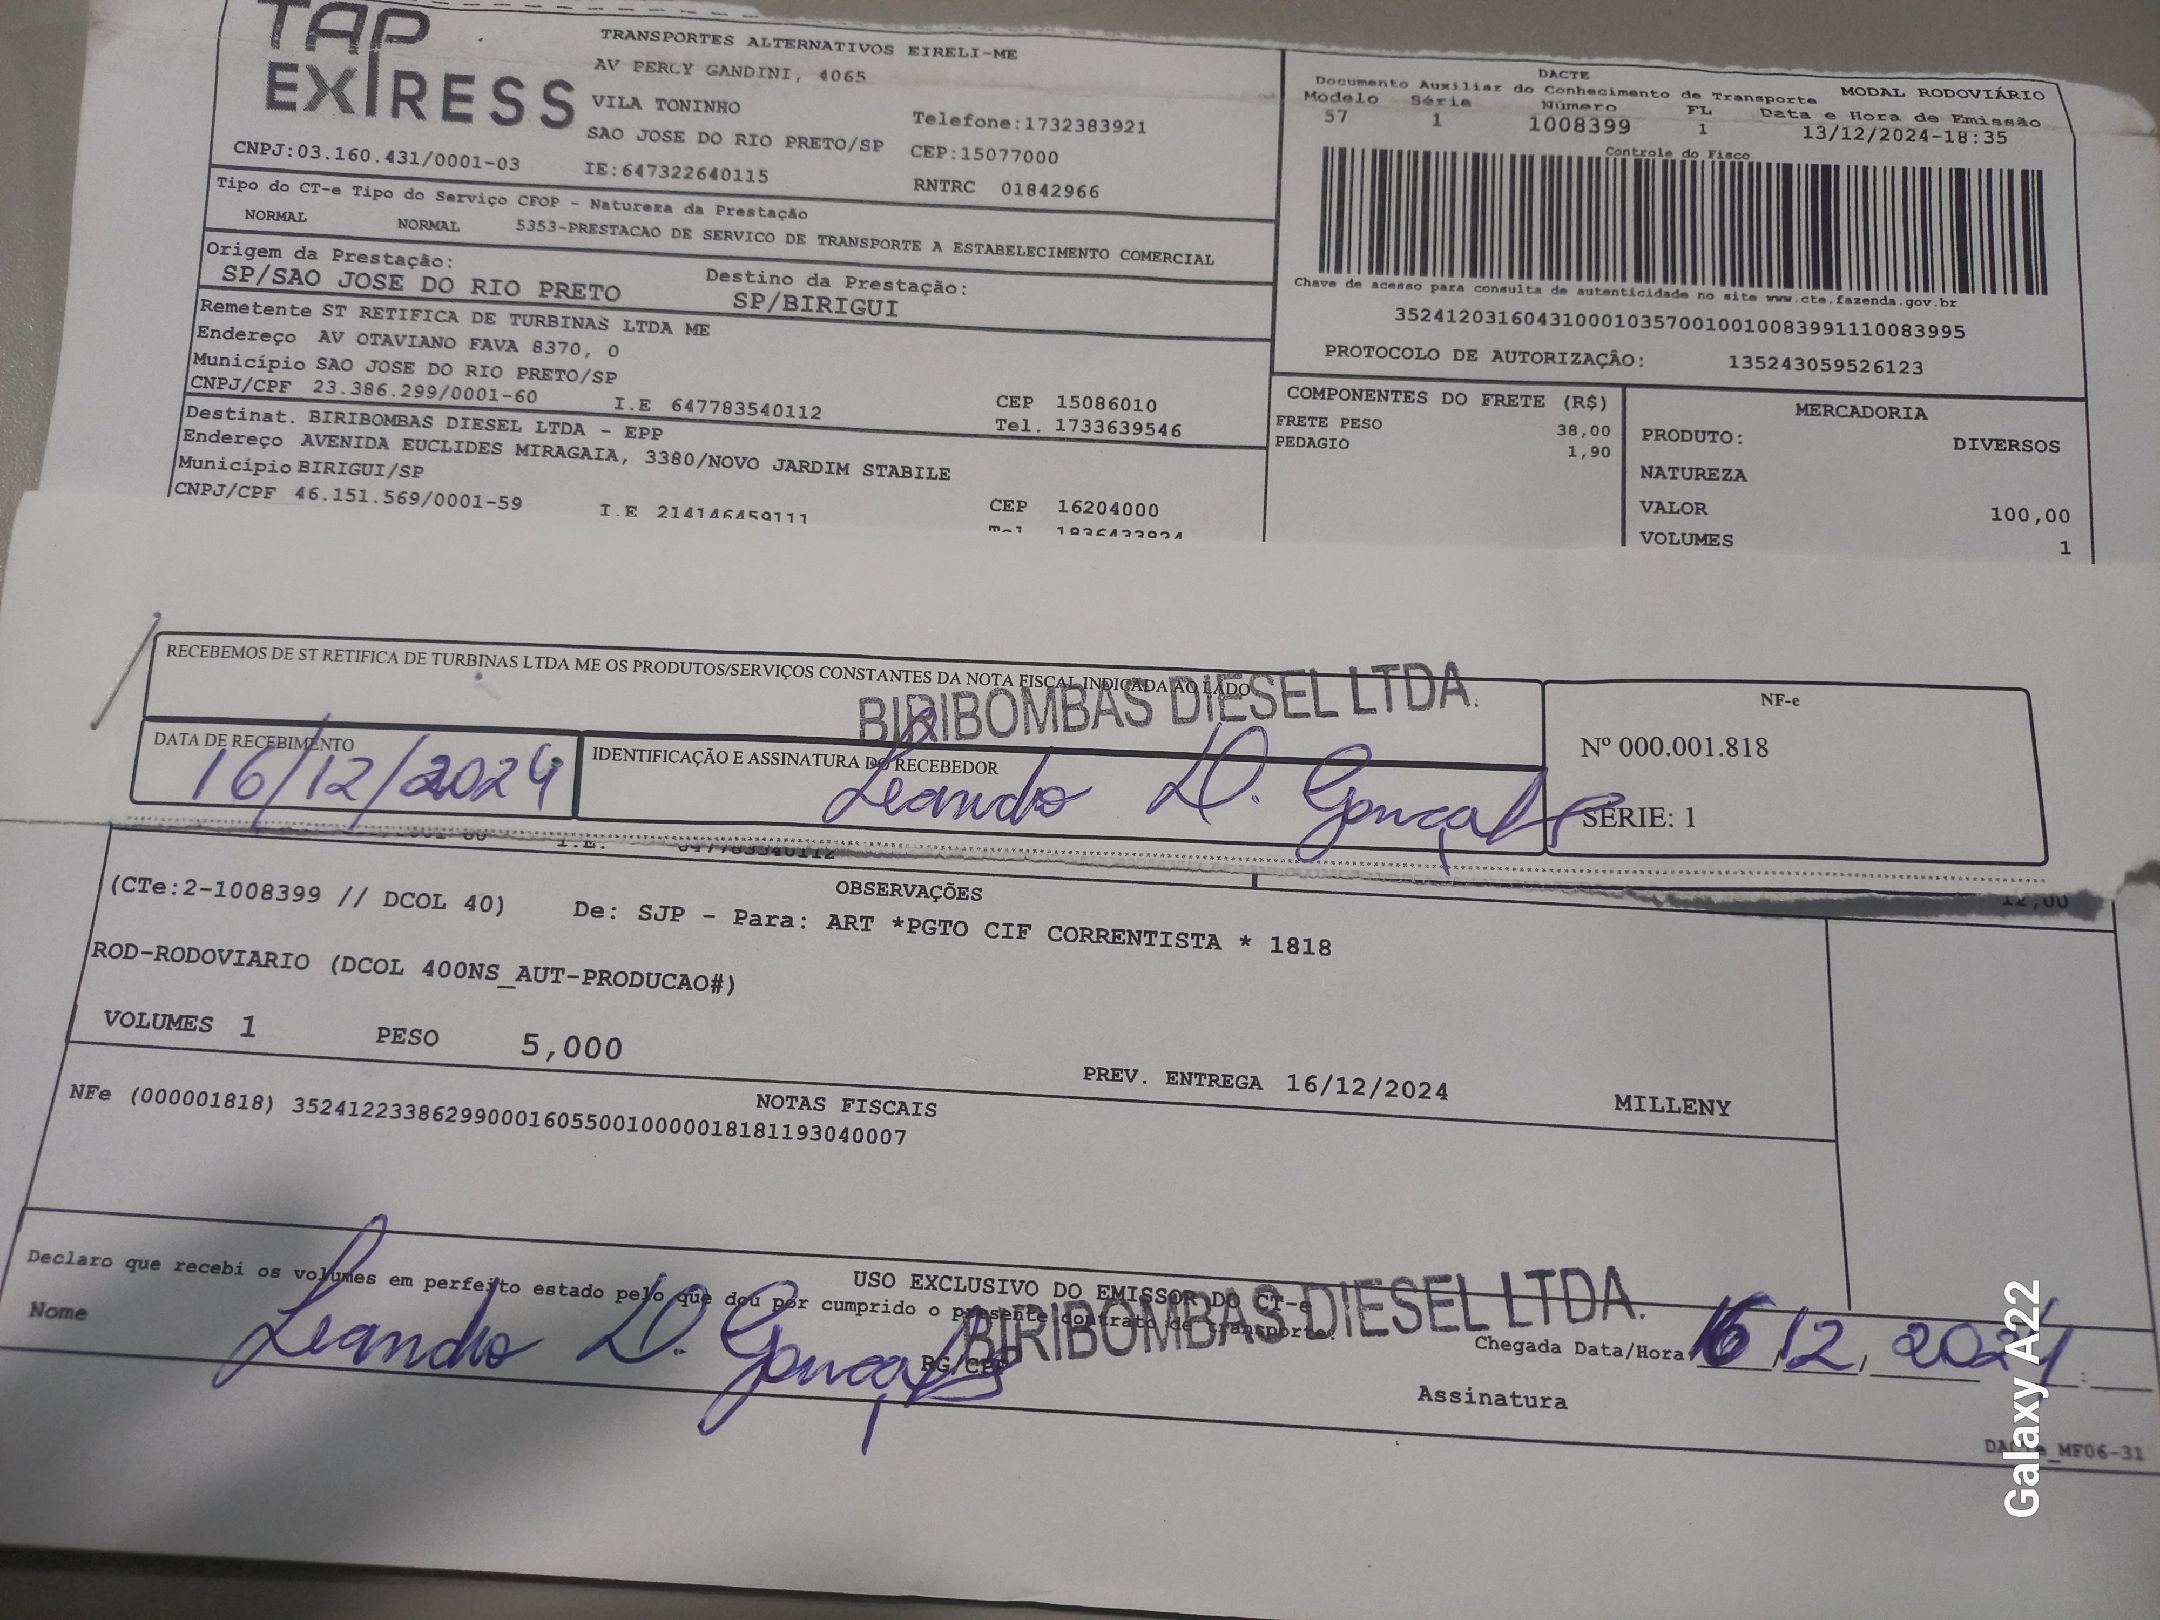 TAP
EXPRESS
TRANSPORTES ALTERNATIVOS EIRELI-ME
AV PERCY GANDINI, 4065
VILA TONINHO
Telefone:1732383921
SAO JOSE DO RIO PRETO/SP CEP:15077000
CNPJ:03.160.431/0001-03 IE:647322640115 RNTRC 01842966
DACTE
Documento Auxiliar do Conhecimento de Transporte MODAL RODOVIÁRIO
Modelo Série Número FL Data e Hora de Emissão
57 1 1008399 1 13/12/2024-18:35
Controle do Fisco
Chave de acesso para consulta de autenticidade no site www.cte.fazenda.gov.br
35241203160431000103570010010083991110083995
PROTOCOLO DE AUTORIZAÇÃO: 135243059526123
Tipo do CT-e Tipo do Serviço CFOP - Natureza da Prestação
NORMAL NORMAL 5353-PRESTACAO DE SERVICO DE TRANSPORTE A ESTABELECIMENTO COMERCIAL
Origem da Prestação: Destino da Prestação:
SP/SAO JOSE DO RIO PRETO SP/BIRIGUI
Remetente ST RETIFICA DE TURBINAS LTDA ME
Endereço AV OTAVIANO FAVA 8370, 0
Município SAO JOSE DO RIO PRETO/SP CEP 15086010
CNPJ/CPF 23.386.299/0001-60 I.E 647783540112 Tel. 1733639546
Destinat. BIRIBOMBAS DIESEL LTDA - EPP
Endereço AVENIDA EUCLIDES MIRAGAIA, 3380/NOVO JARDIM STABILE
Município BIRIGUI/SP CEP 16204000
CNPJ/CPF 46.151.569/0001-59 I.E 214146459111 Tel 1836433924
COMPONENTES DO FRETE (R$)
FRETE PESO 38,00
PEDAGIO 1,90
MERCADORIA
PRODUTO: DIVERSOS
NATUREZA
VALOR 100,00
VOLUMES 1
RECEBEMOS DE ST RETIFICA DE TURBINAS LTDA ME OS PRODUTOS/SERVIÇOS CONSTANTES DA NOTA FISCAL INDICADA AO LADO
BIRIBOMBAS DIESEL LTDA.
DATA DE RECEBIMENTO
16/12/2024
IDENTIFICAÇÃO E ASSINATURA DO RECEBEDOR
Leandro D. Gonçalves
NF-e
Nº 000.001.818
SÉRIE: 1
I.E. 647783540112
12,00
OBSERVAÇÕES
(CTe:2-1008399 // DCOL 40) De: SJP - Para: ART *PGTO CIF CORRENTISTA * 1818
ROD-RODOVIARIO (DCOL 400NS_AUT-PRODUCAO#)
VOLUMES 1 PESO 5,000 PREV. ENTREGA 16/12/2024 MILLENY
NOTAS FISCAIS
NFe (000001818) 35241223386299000160550010000018181193040007
USO EXCLUSIVO DO EMISSOR DO CT-e
Declaro que recebi os volumes em perfeito estado pelo que dou por cumprido o presente contrato de transporte.
BIRIBOMBAS DIESEL LTDA.
Nome Leandro D. Gonçalves RG/CPF
Chegada Data/Hora 16/12, 2024 :
Assinatura
DACTe_MF06-31
Galaxy A22